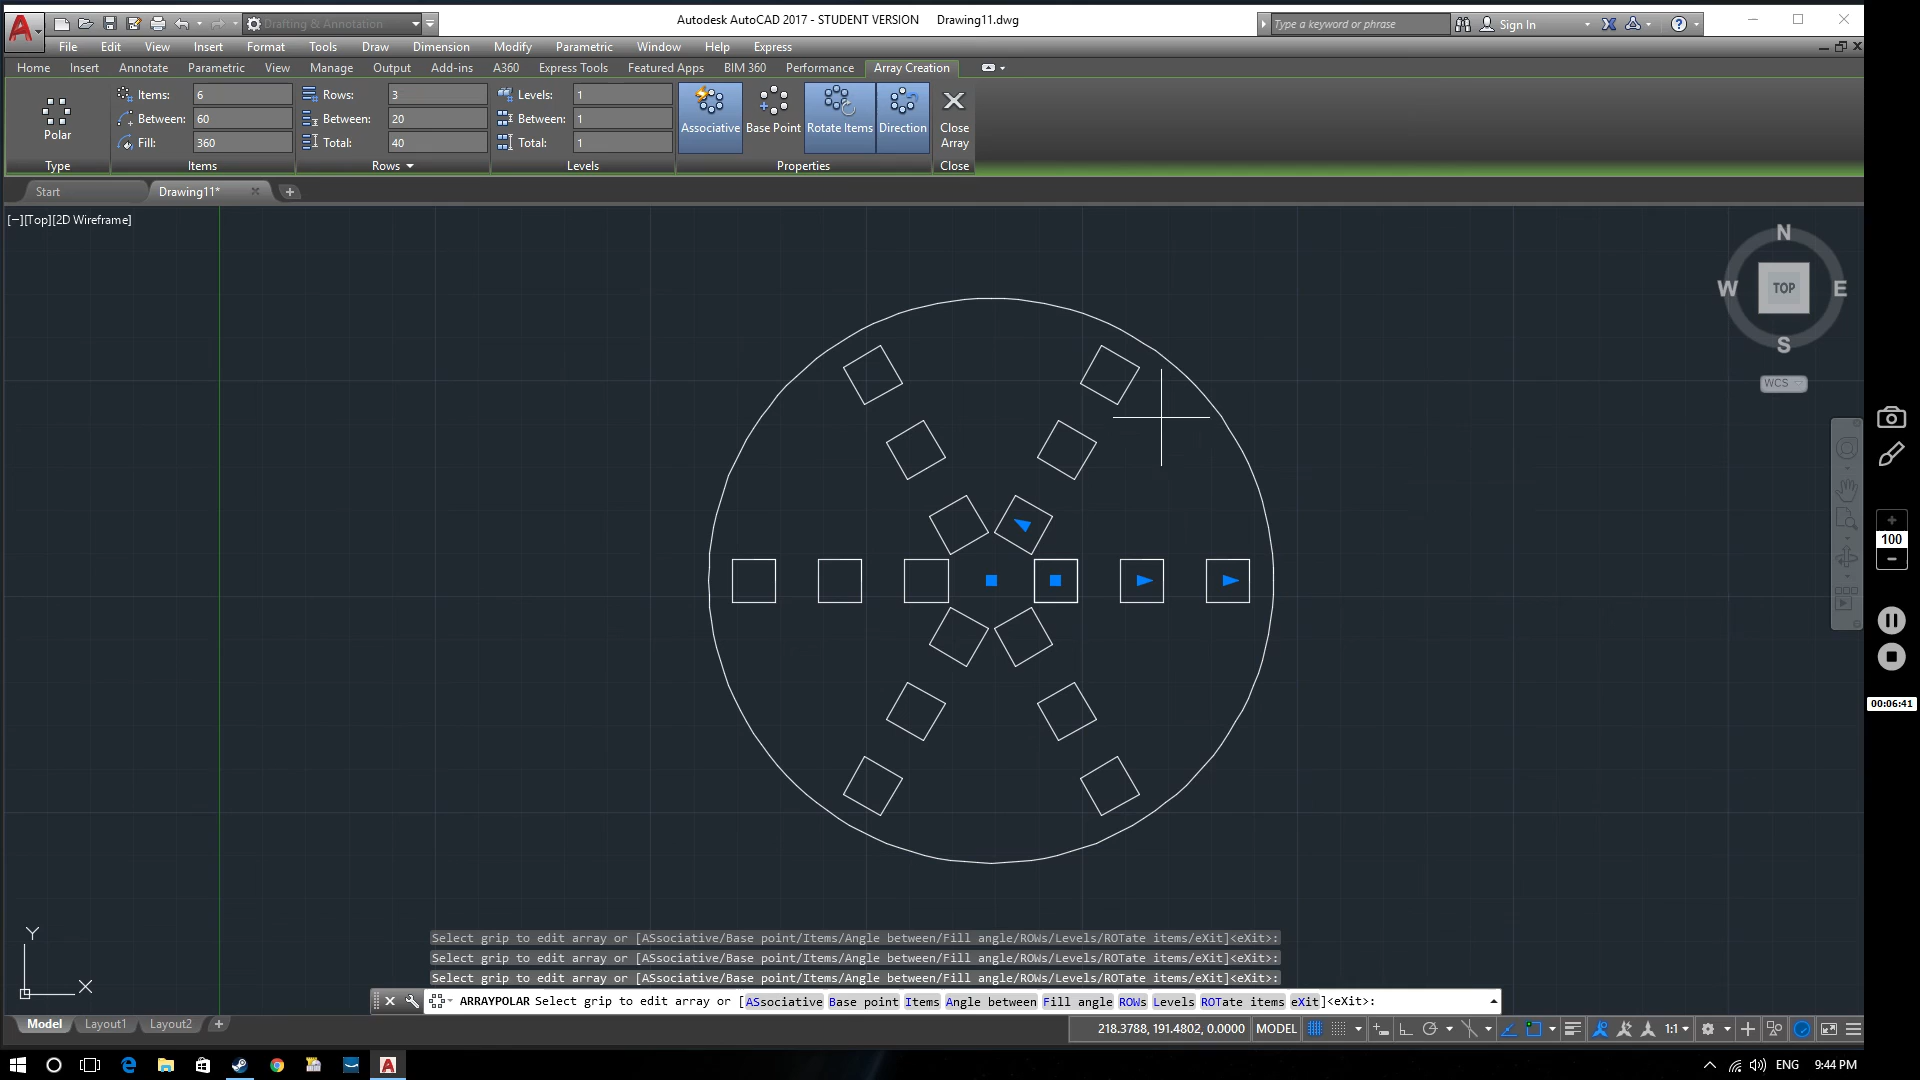 Drafting & Annotation
Autodesk AutoCAD 2017 - STUDENT VERSION Drawing11.dwg
Type a keyword or phrase
Sign In
File Edit View Insert Format Tools Draw Dimension Modify Parametric Window Help Express
Home Insert Annotate Parametric View Manage Output Add-ins A360 Express Tools Featured Apps BIM 360 Performance Array Creation
Items: 6 Rows: 3 Levels: 1
Between: 60 Between: 20 Between: 1
Fill: 360 Total: 40 Total: 1
Polar
Associative Base Point Rotate Items Direction Close Array
Type Items Rows Levels Properties Close
Start Drawing11*
[−][Top][2D Wireframe]
N
W TOP E
S
WCS
100
00:06:41
Y
X
Select grip to edit array or [ASsociative/Base point/Items/Angle between/Fill angle/ROWs/Levels/ROTate items/eXit]<eXit>:
Select grip to edit array or [ASsociative/Base point/Items/Angle between/Fill angle/ROWs/Levels/ROTate items/eXit]<eXit>:
Select grip to edit array or [ASsociative/Base point/Items/Angle between/Fill angle/ROWs/Levels/ROTate items/eXit]<eXit>:
ARRAYPOLAR Select grip to edit array or [ASsociative Base point Items Angle between Fill angle ROWs Levels ROTate items eXit]<eXit>:
Model Layout1 Layout2
218.3788, 191.4802, 0.0000 MODEL 1:1
ENG 9:44 PM